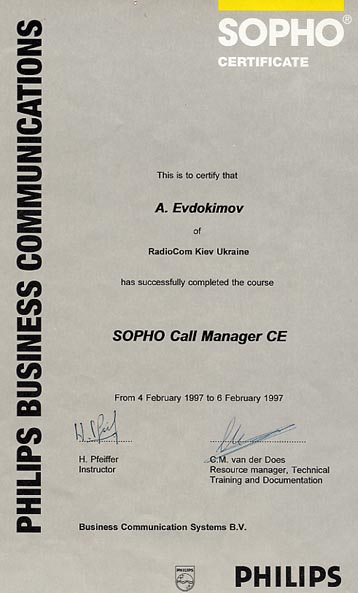 PHILIPS BUSINESS COMMUNICATIONS
SOPHO®
CERTIFICATE
This is to certify that
A. Evdokimov
of
RadioCom Kiev Ukraine
has successfully completed the course
SOPHO Call Manager CE
From 4 February 1997 to 6 February 1997
H. Pfeiffer
Instructor
C.M. van der Does
Resource manager, Technical
Training and Documentation
Business Communication Systems B.V.
PHILIPS
PHILIPS